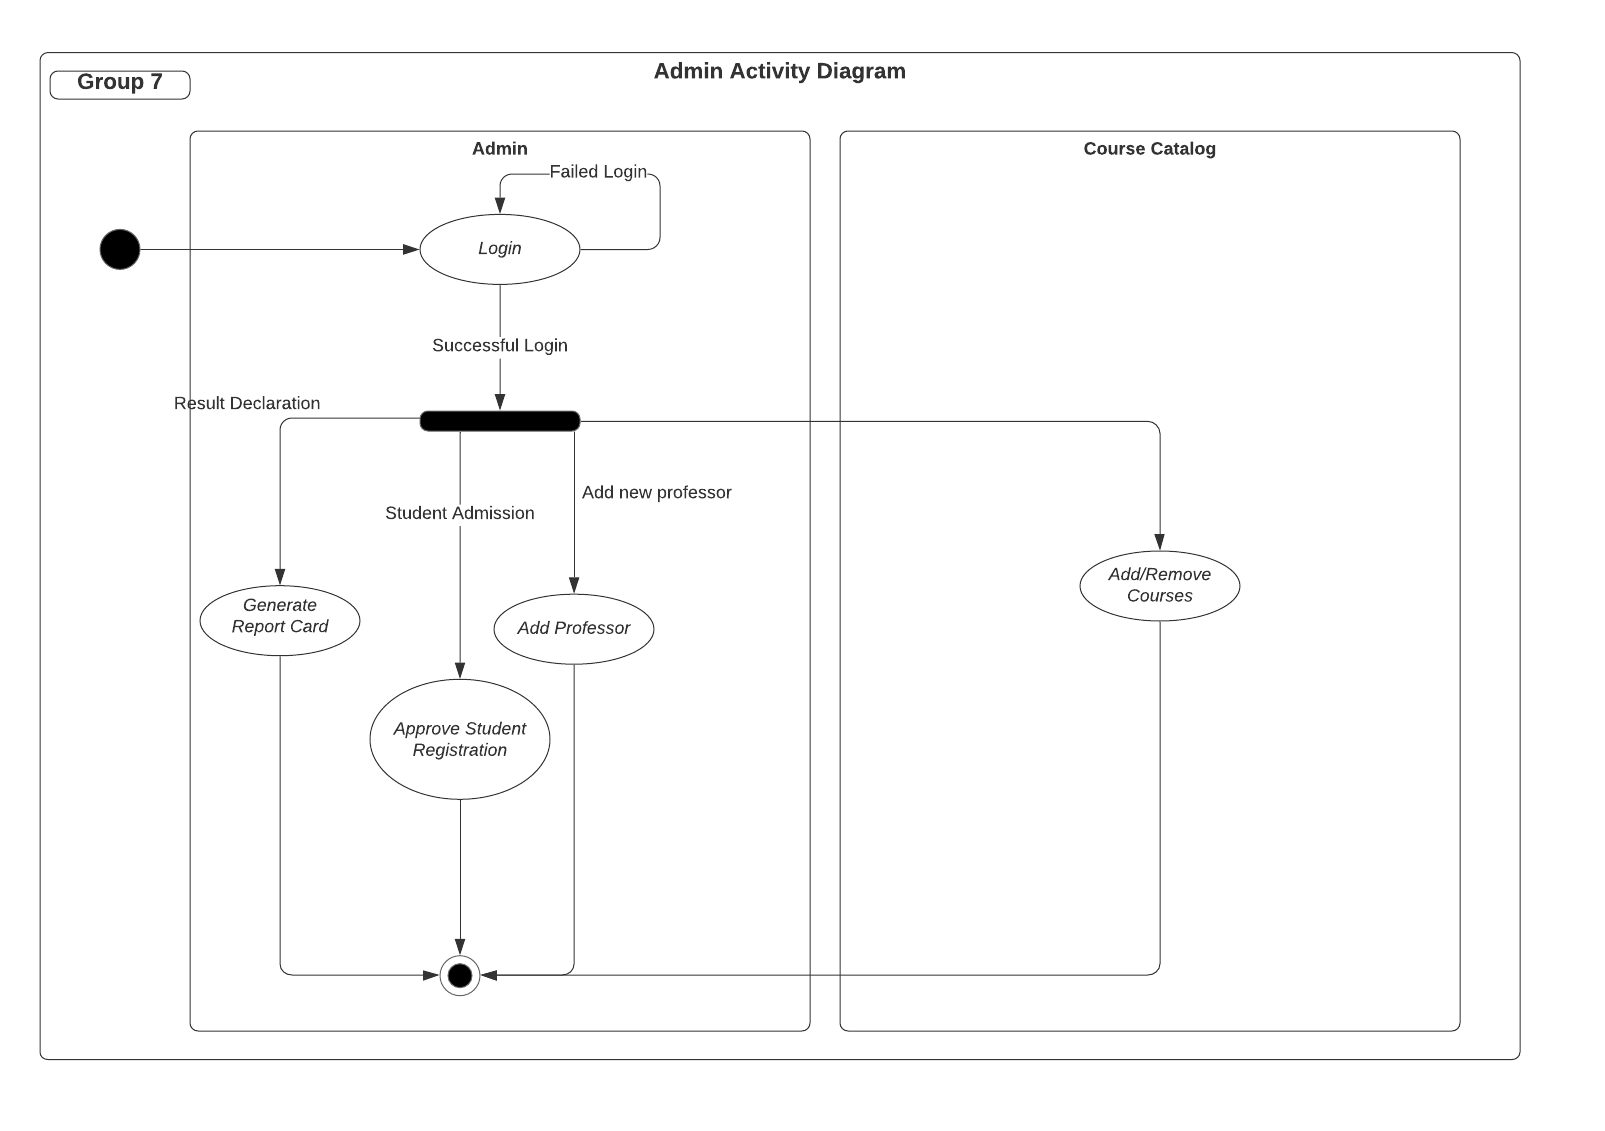 Group 7
Admin Activity Diagram
Admin
Course Catalog
Failed Login
Login
Successful Login
Result Declaration
Add new professor
Student Admission
Add/Remove
Courses
Generate
Report Card
Add Professor
Approve Student
Registration